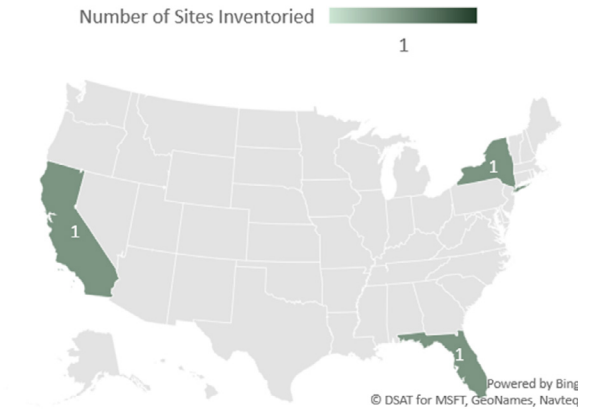 Number of Sites Inventoried
1
1
1
1
Powered by Bing
© DSAT for MSFT, GeoNames, Navteq